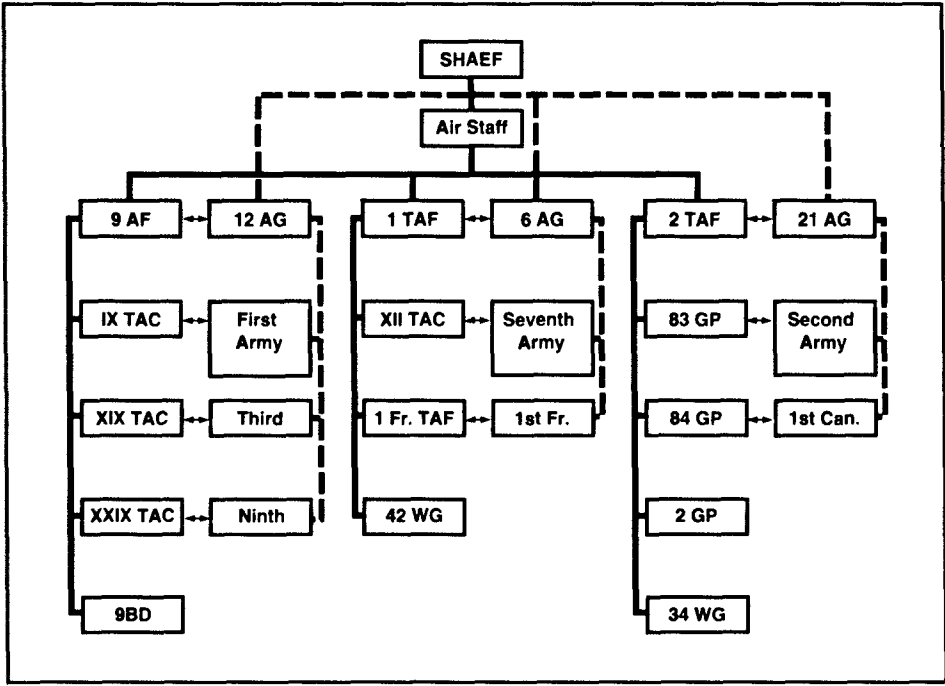 SHAEF
Air Staff
9 AF
12 AG
1 TAF
6 AG
2 TAF
21 AG
IX TAC
First
Army
XII TAC
Seventh
Army
83 GP
Second
Army
XIX TAC
Third
1 Fr. TAF
1st Fr.
84 GP
1st Can.
XXIX TAC
Ninth
42 WG
2 GP
9BD
34 WG